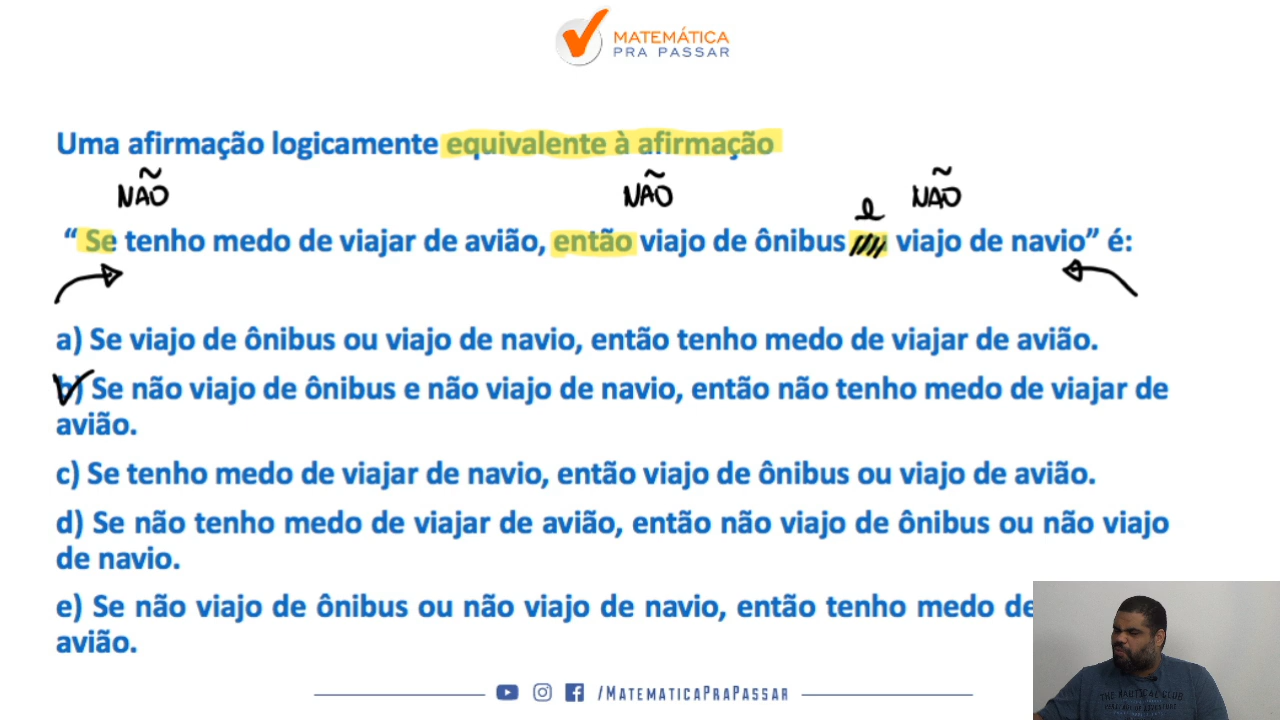 MATEMÁTICA
PRA PASSAR
Uma afirmação logicamente equivalente à afirmação
NÃO NÃO e NÃO
“ Se tenho medo de viajar de avião, então viajo de ônibus viajo de navio” é:
a) Se viajo de ônibus ou viajo de navio, então tenho medo de viajar de avião.
b) Se não viajo de ônibus e não viajo de navio, então não tenho medo de viajar de
avião.
c) Se tenho medo de viajar de navio, então viajo de ônibus ou viajo de avião.
d) Se não tenho medo de viajar de avião, então não viajo de ônibus ou não viajo
de navio.
e) Se não viajo de ônibus ou não viajo de navio, então tenho medo de
avião.
THE NAUTICAL CLUB
/MATEMATICAPRAPASSAR